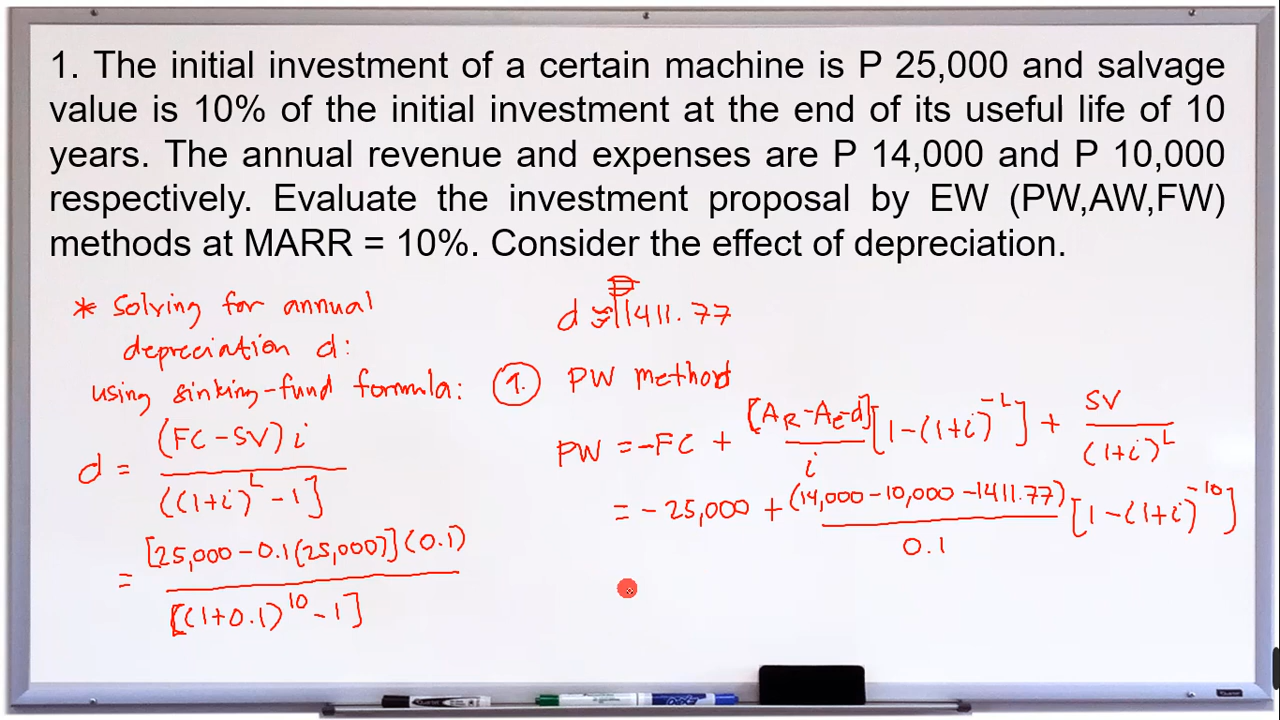 1. The initial investment of a certain machine is P 25,000 and salvage
value is 10% of the initial investment at the end of its useful life of 10
years. The annual revenue and expenses are P 14,000 and P 10,000
respectively. Evaluate the investment proposal by EW (PW,AW,FW)
methods at MARR = 10%. Consider the effect of depreciation.
* Solving for annual
depreciation d:
using sinking-fund formula:
d = (FC-SV)i / ((1+i)^L - 1]
= [25,000-0.1(25,000)](0.1) / [(1+0.1)^10 - 1]
d ≈ ₱1411.77
1. PW method
PW = -FC + [A_R-A_E-d] / i [1-(1+i)^-L] + SV / (1+i)^L
= -25,000 + (14,000-10,000-1411.77) / 0.1 [1-(1+i)^-10]